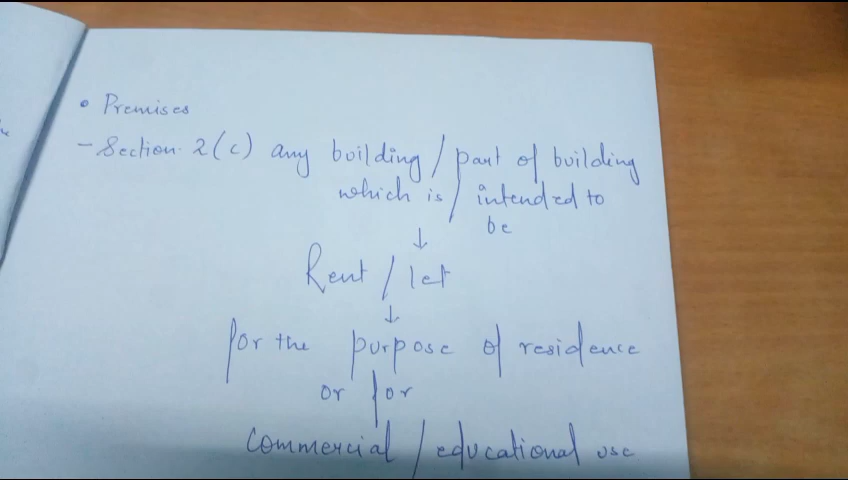 • Premises
- Section 2(c) any building / part of building
which is / intended to
be
↓
Rent / let
↓
for the purpose of residence
or for
Commercial / educational use